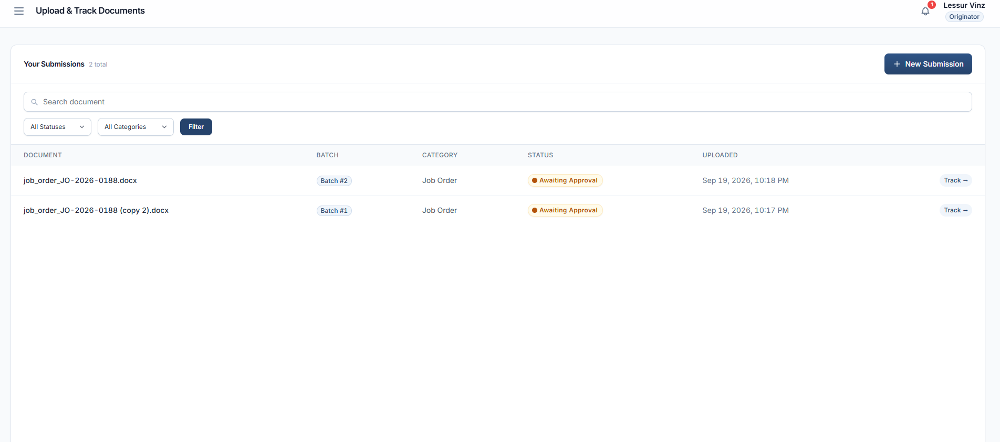 Upload & Track Documents
1
Lessur Vinz
Originator
Your Submissions 2 total
+ New Submission
Search document
All Statuses
All Categories
Filter
DOCUMENT BATCH CATEGORY STATUS UPLOADED
job_order_JO-2026-0188.docx Batch #2 Job Order Awaiting Approval Sep 19, 2026, 10:18 PM Track →
job_order_JO-2026-0188 (copy 2).docx Batch #1 Job Order Awaiting Approval Sep 19, 2026, 10:17 PM Track →